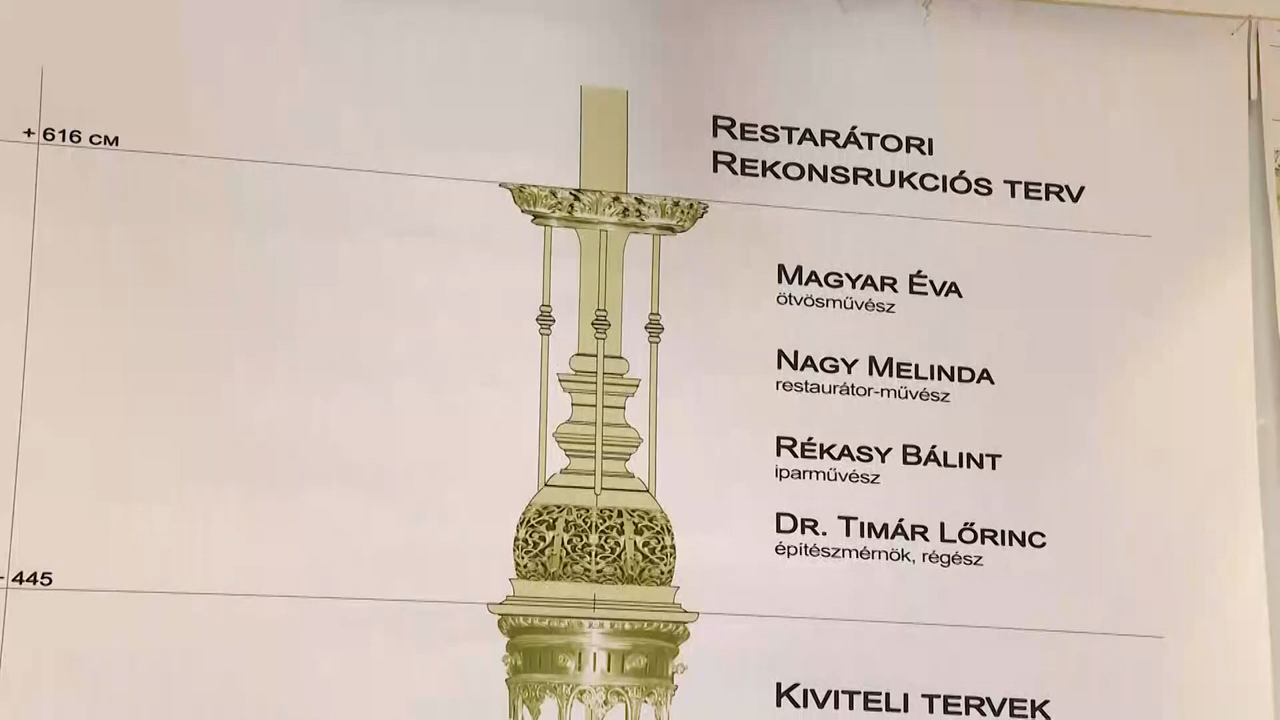 + 616 CM
RESTARÁTORI
REKONSRUKCIÓS TERV
MAGYAR ÉVA
ötvösművész
NAGY MELINDA
restaurátor-művész
RÉKASY BÁLINT
iparművész
DR. TIMÁR LŐRINC
építészmérnök, régész
445
KIVITELI TERVEK